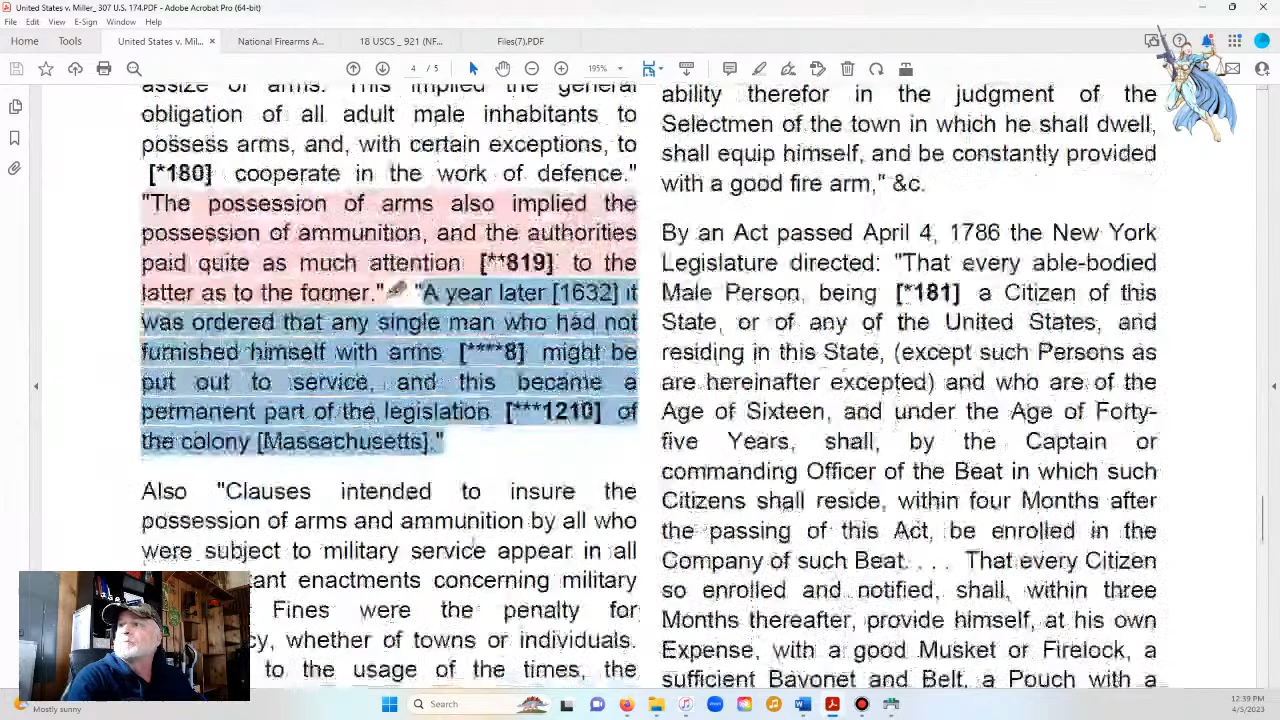 United States v. Miller_ 307 U.S. 174.PDF - Adobe Acrobat Pro (64-bit)
File Edit View E-Sign Window Help
Home Tools United States v. Mil... × National Firearms A... 18 USCS _ 921 (NF... Files(7).PDF
4 / 5 195%
assize of arms. This implied the general
obligation of all adult male inhabitants to
possess arms, and, with certain exceptions, to
[*180] cooperate in the work of defence."
"The possession of arms also implied the
possession of ammunition, and the authorities
paid quite as much attention [**819] to the
latter as to the former." "A year later [1632] it
was ordered that any single man who had not
furnished himself with arms [****8] might be
put out to service, and this became a
permanent part of the legislation [***1210] of
the colony [Massachusetts]."
Also "Clauses intended to insure the
possession of arms and ammunition by all who
were subject to military service appear in all
enactments concerning military
Fines were the penalty for
whether of towns or individuals.
to the usage of the times, the
ability therefor in the judgment of the
Selectmen of the town in which he shall dwell,
shall equip himself, and be constantly provided
with a good fire arm," &c.
By an Act passed April 4, 1786 the New York
Legislature directed: "That every able-bodied
Male Person, being [*181] a Citizen of this
State, or of any of the United States, and
residing in this State, (except such Persons as
are hereinafter excepted) and who are of the
Age of Sixteen, and under the Age of Forty-
five Years, shall, by the Captain or
commanding Officer of the Beat in which such
Citizens shall reside, within four Months after
the passing of this Act, be enrolled in the
Company of such Beat. . . . That every Citizen
so enrolled and notified, shall, within three
Months thereafter, provide himself, at his own
Expense, with a good Musket or Firelock, a
sufficient Bayonet and Belt, a Pouch with a
Mostly sunny
Search
12:39 PM
4/5/2023